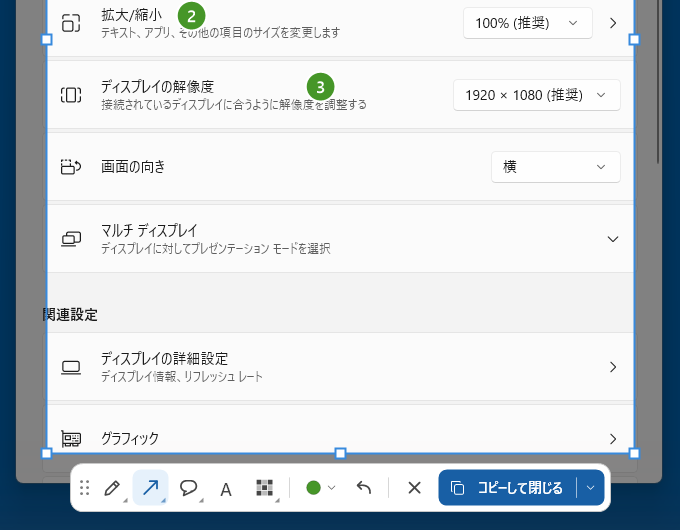 拡大/縮小
2
100% (推奨)
テキスト、アプリ、その他の項目のサイズを変更します
ディスプレイの解像度
3
1920 × 1080 (推奨)
接続されているディスプレイに合うように解像度を調整する
画面の向き
横
マルチ ディスプレイ
ディスプレイに対してプレゼンテーション モードを選択
関連設定
ディスプレイの詳細設定
ディスプレイ情報、リフレッシュ レート
グラフィック
A
コピーして閉じる